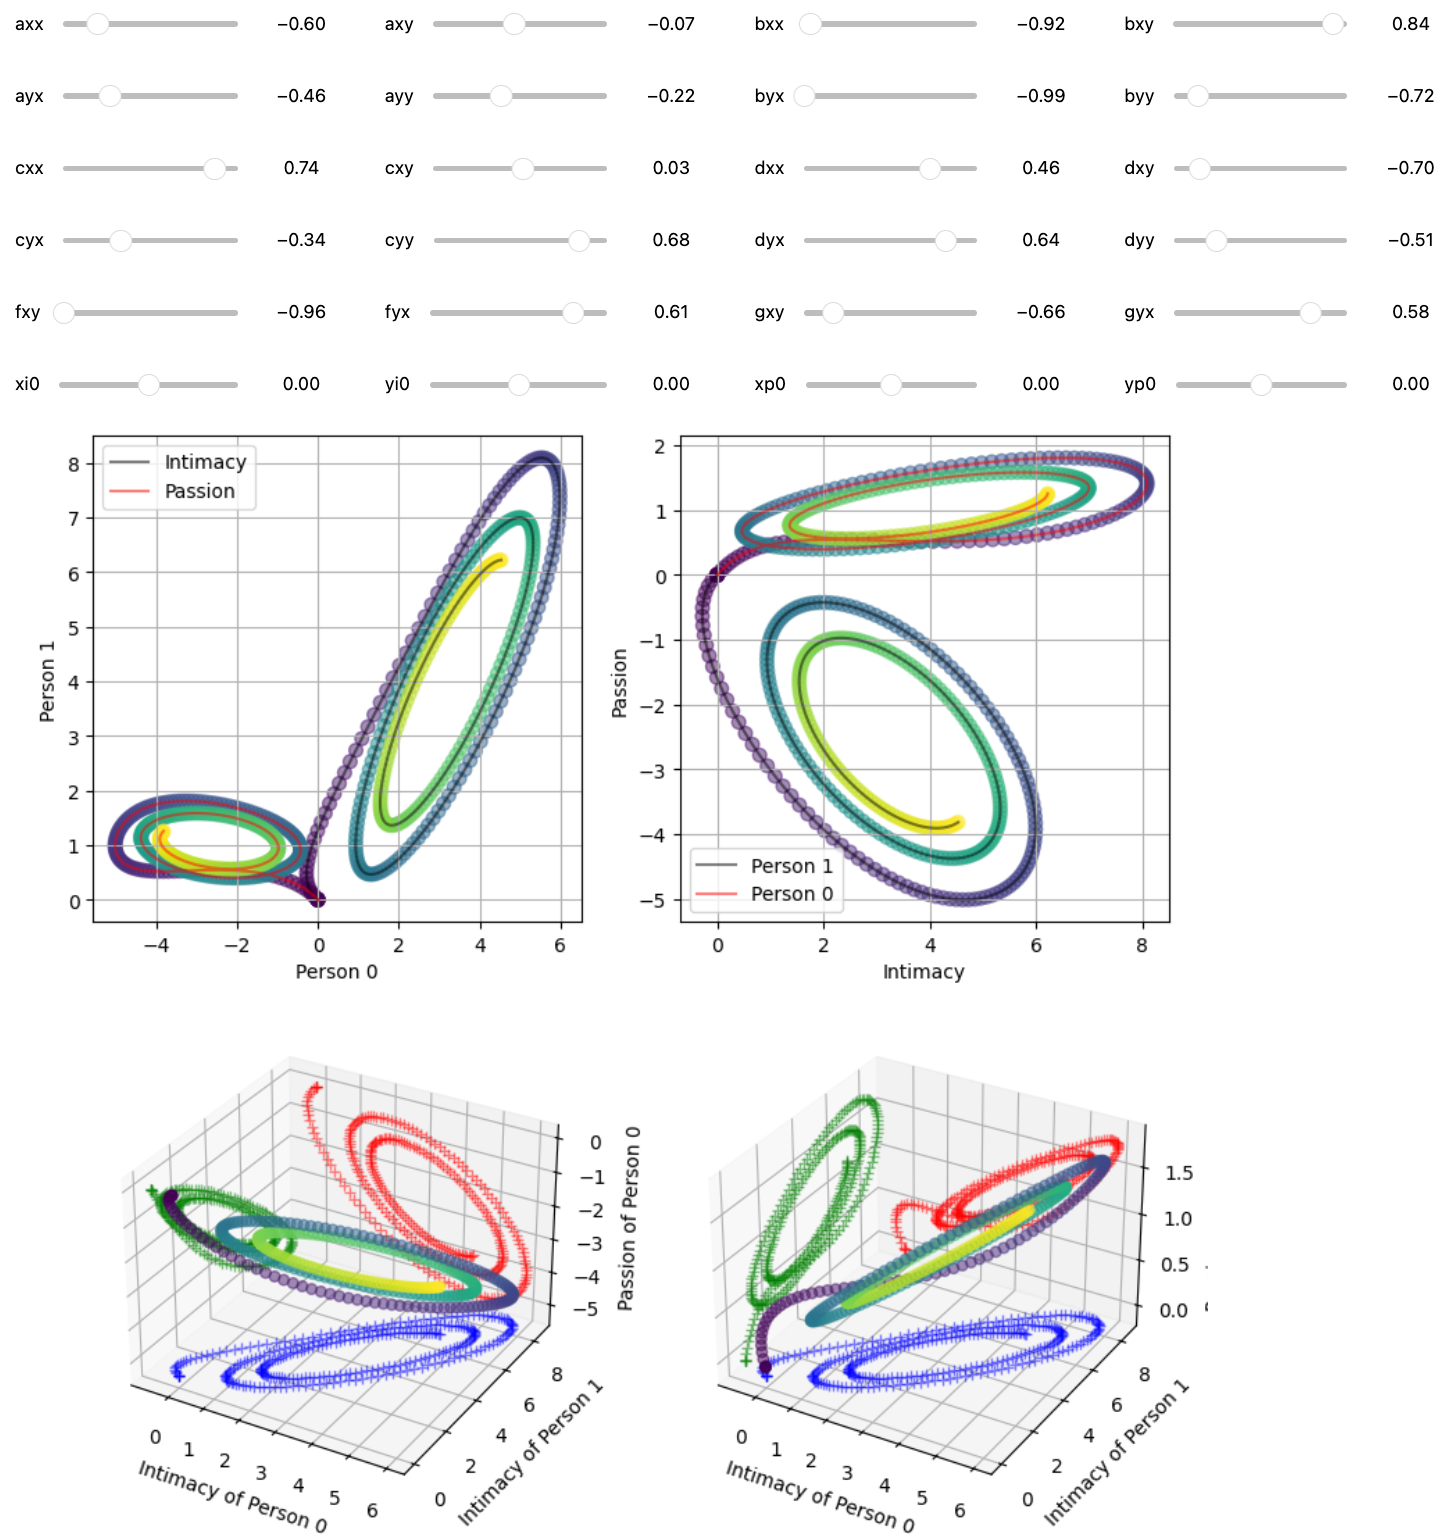 axx −0.60 axy −0.07 bxx −0.92 bxy 0.84
ayx −0.46 ayy −0.22 byx −0.99 byy −0.72
cxx 0.74 cxy 0.03 dxx 0.46 dxy −0.70
cyx −0.34 cyy 0.68 dyx 0.64 dyy −0.51
fxy −0.96 fyx 0.61 gxy −0.66 gyx 0.58
xi0 0.00 yi0 0.00 xp0 0.00 yp0 0.00
Intimacy
Passion
8
7
6
5
4
3
2
1
0
Person 1
−4 −2 0 2 4 6
Person 0
2
1
0
−1
−2
−3
−4
−5
Passion
Person 1
Person 0
0 2 4 6 8
Intimacy
0
−1
−2
−3
−4
−5
Passion of Person 0
0 1 2 3 4 5 6
Intimacy of Person 0
0 2 4 6 8
Intimacy of Person 1
1.5
1.0
0.5
0.0
0 1 2 3 4 5 6
Intimacy of Person 0
0 2 4 6 8
Intimacy of Person 1